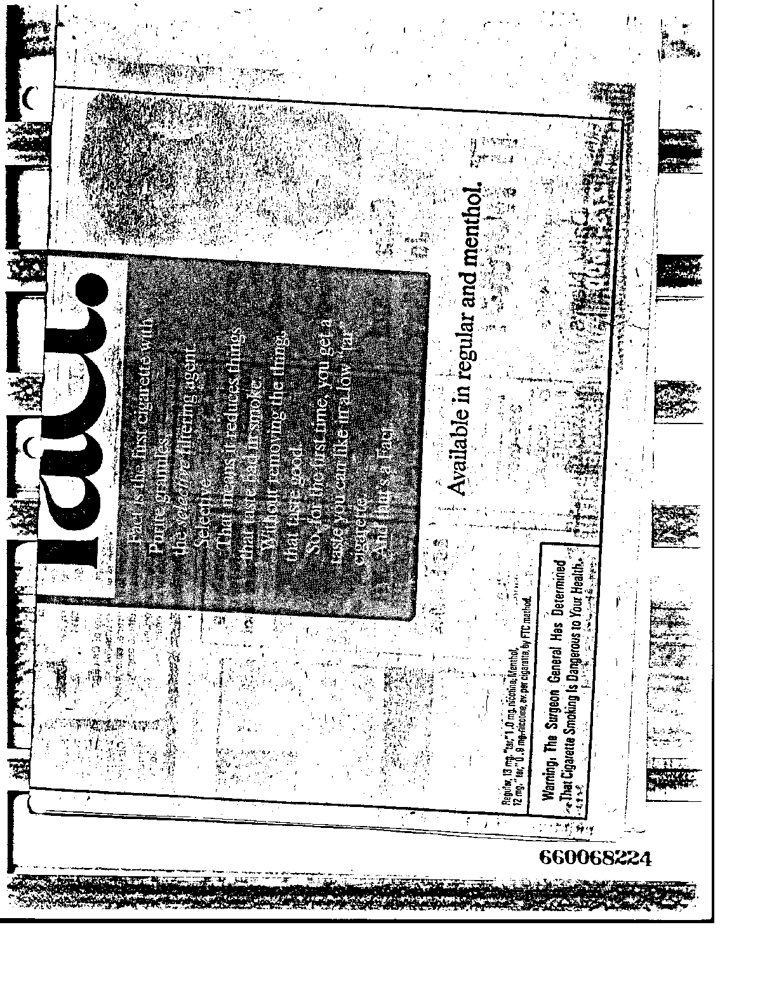 Fact.
Fact is the first cigarette with
Purite granules,
the selective filtering agent.
Selective.
That means it reduces things
that taste bad in smoke.
Without removing the thing.
that taste good.
So, for the first time, you get a
taste you can like in a low 'tar'
cigarette.
And that's a Fact.
Available in regular and menthol.
Regular, 13 mg. "tar," 1.0 mg. nicotine, Menthol,
12 mg. "tar," 0.9 mg. nicotine, av. per cigarette, by FTC method.
Warning: The Surgeon General Has Determined
That Cigarette Smoking Is Dangerous to Your Health.
660068224